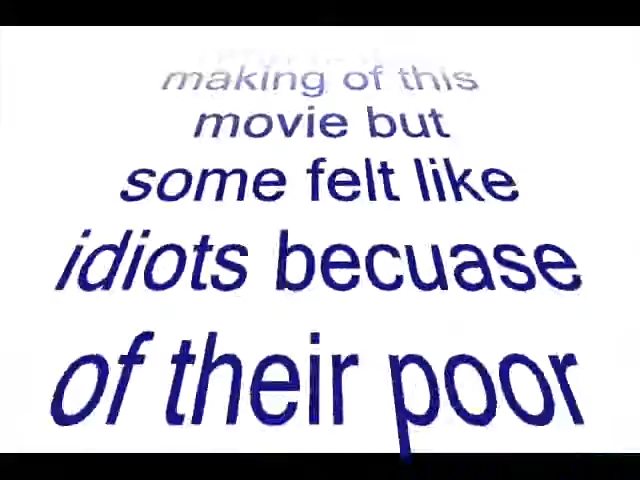 making of this
movie but
some felt like
idiots becuase
of their poor